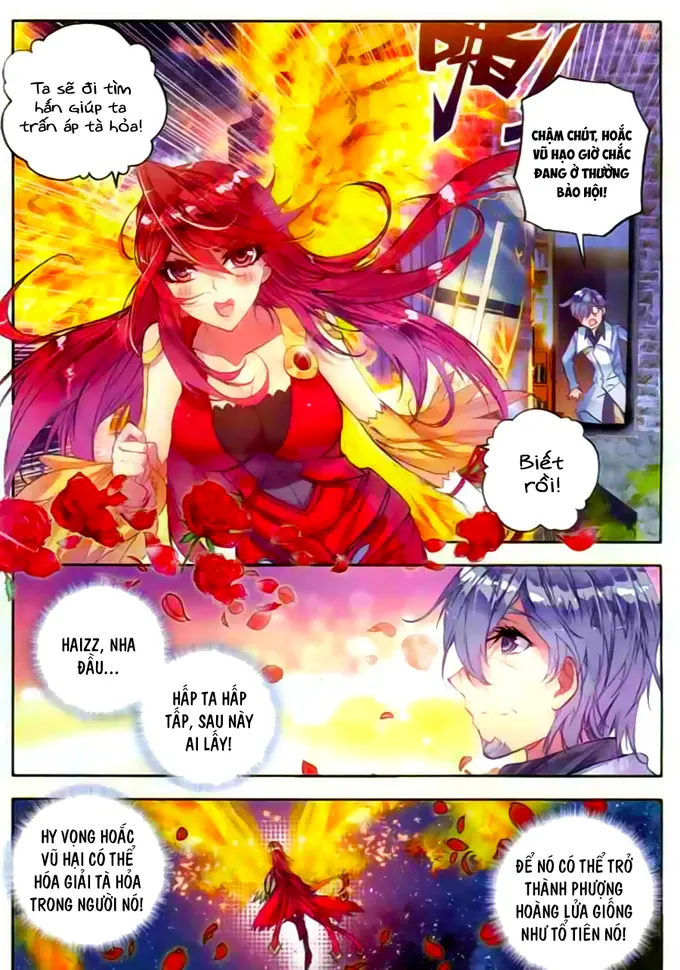 Ta sẽ đi tìm
hắn giúp ta
trấn áp tà hỏa!
CHẬM CHÚT, HOẮC
VŨ HẠO GIỜ CHẮC
ĐANG Ở THƯỞNG
BẢO HỘI!
Biết
rồi!
HAIZZ, NHA
ĐẦU...
HẤP TA HẤP
TẤP, SAU NÀY
AI LẤY!
HY VỌNG HOẮC
VŨ HẠI CÓ THỂ
HÓA GIẢI TÀ HỎA
TRONG NGƯỜI NÓ!
ĐỂ NÓ CÓ THỂ TRỞ
THÀNH PHƯỢNG
HOÀNG LỬA GIỐNG
NHƯ TỔ TIÊN NÓ!